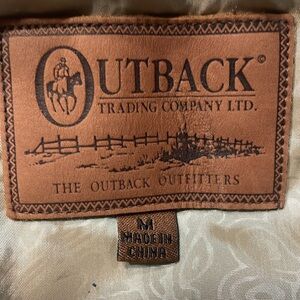 OUTBACK©
TRADING COMPANY LTD.
THE OUTBACK OUTFITTERS
M
MADE IN
CHINA